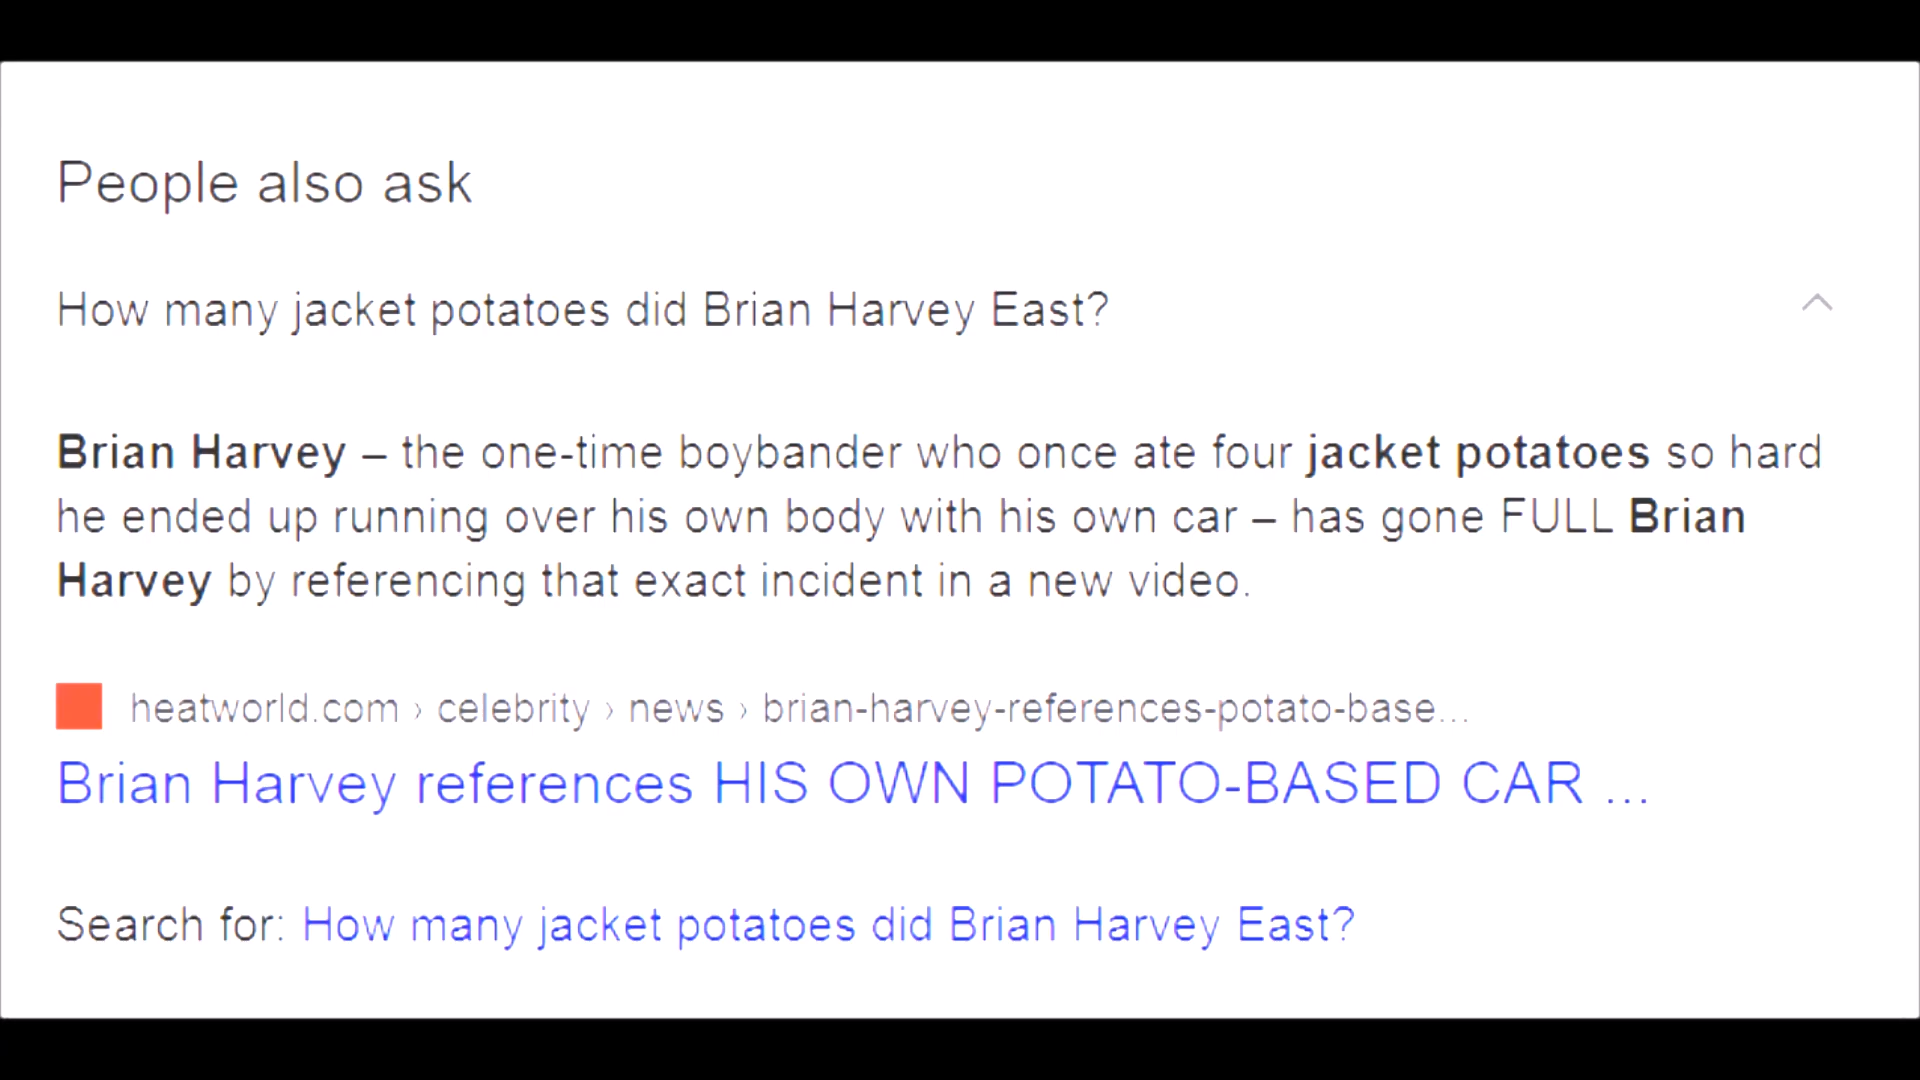 People also ask
How many jacket potatoes did Brian Harvey East?
Brian Harvey – the one-time boybander who once ate four jacket potatoes so hard
he ended up running over his own body with his own car – has gone FULL Brian
Harvey by referencing that exact incident in a new video.
heatworld.com › celebrity › news › brian-harvey-references-potato-base...
Brian Harvey references HIS OWN POTATO-BASED CAR ...
Search for: How many jacket potatoes did Brian Harvey East?